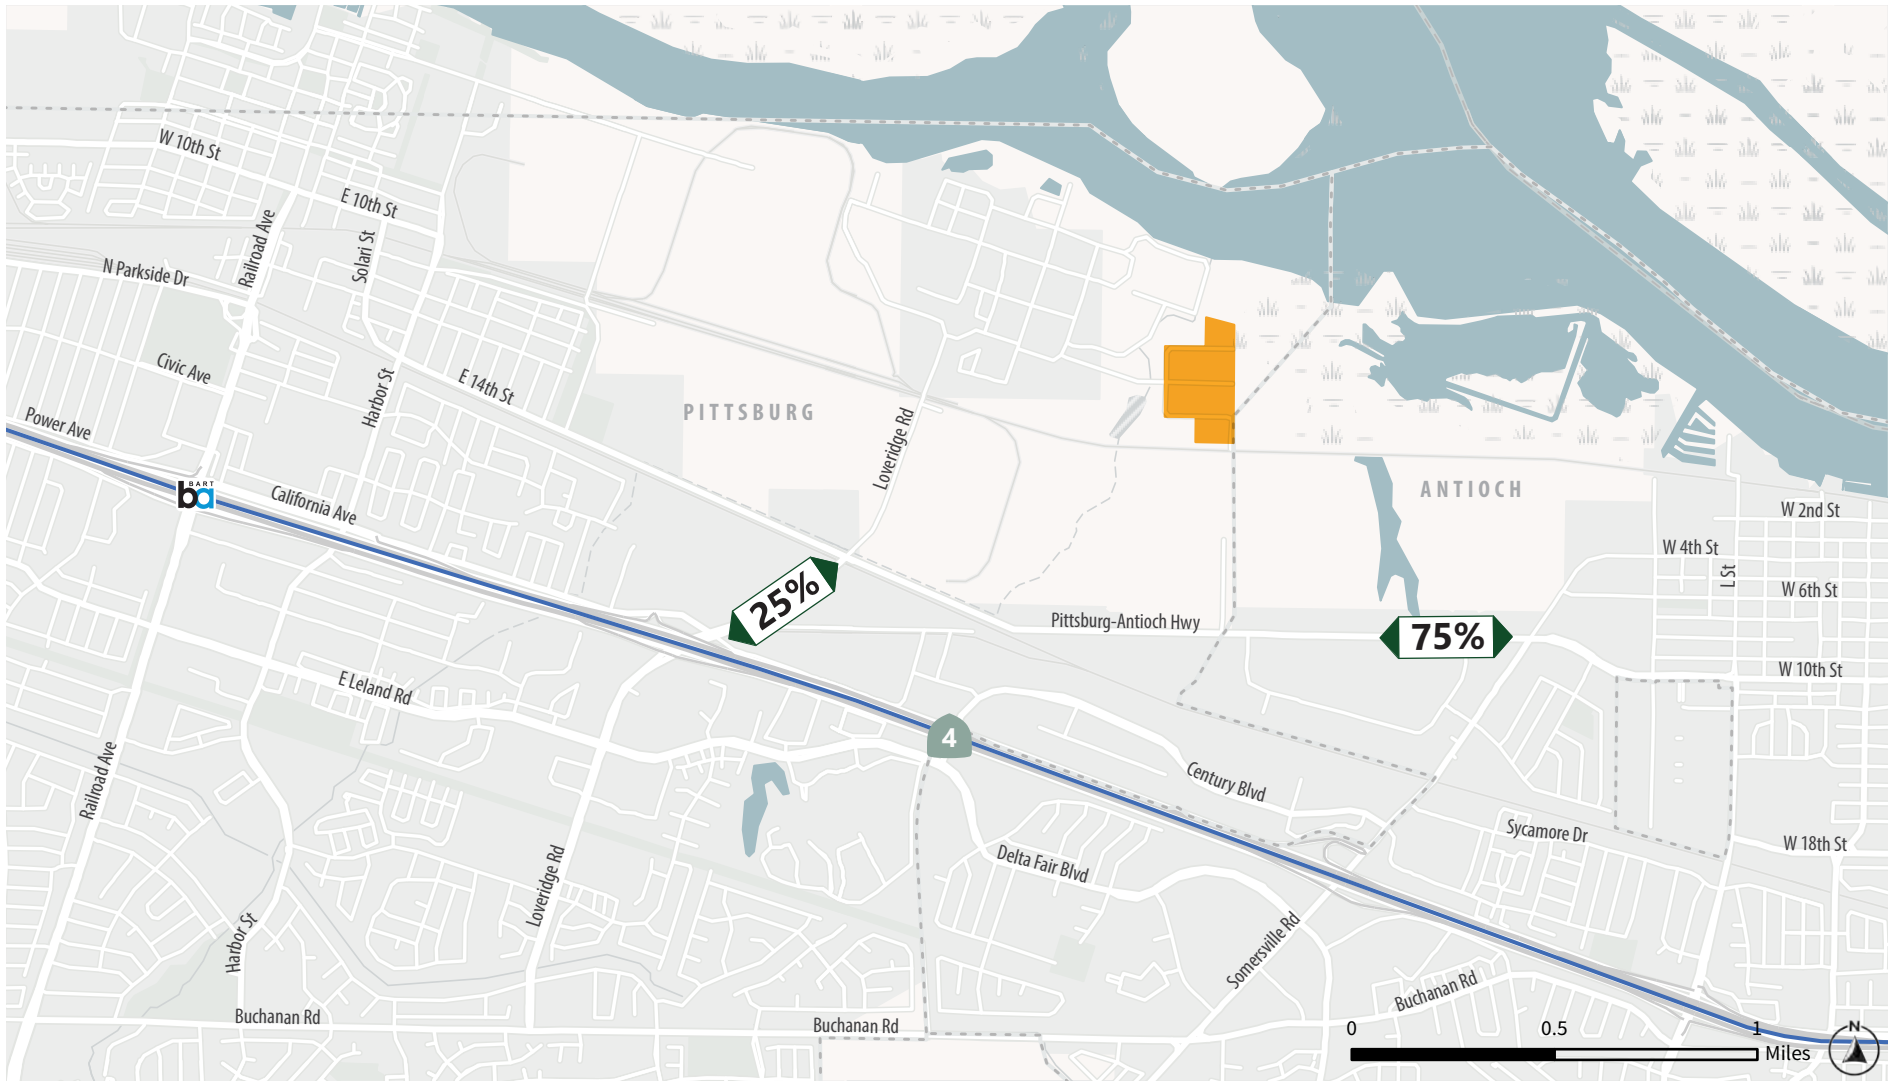 W 10th St
E 10th St
Railroad Ave
Solari St
N Parkside Dr
Civic Ave
Harbor St
E 14th St
PITTSBURG
Power Ave
Loveridge Rd
BART
ba
California Ave
ANTIOCH
W 2nd St
W 4th St
L St
W 6th St
25%
Pittsburg-Antioch Hwy
75%
W 10th St
E Leland Rd
4
Railroad Ave
Century Blvd
Sycamore Dr
W 18th St
Loveridge Rd
Delta Fair Blvd
Harbor St
Somersville Rd
Buchanan Rd
Buchanan Rd
Buchanan Rd
0 0.5 1
Miles
N